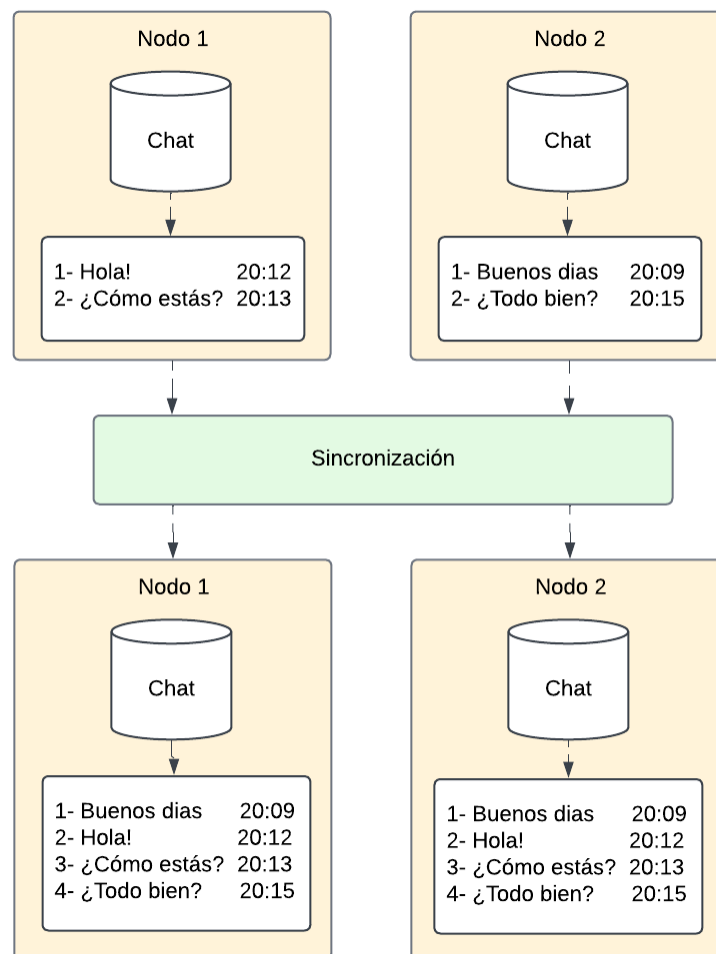 Nodo 1
Chat
1- Hola! 20:12
2- ¿Cómo estás? 20:13
Nodo 2
Chat
1- Buenos dias 20:09
2- ¿Todo bien? 20:15
Sincronización
Nodo 1
Chat
1- Buenos dias 20:09
2- Hola! 20:12
3- ¿Cómo estás? 20:13
4- ¿Todo bien? 20:15
Nodo 2
Chat
1- Buenos dias 20:09
2- Hola! 20:12
3- ¿Cómo estás? 20:13
4- ¿Todo bien? 20:15